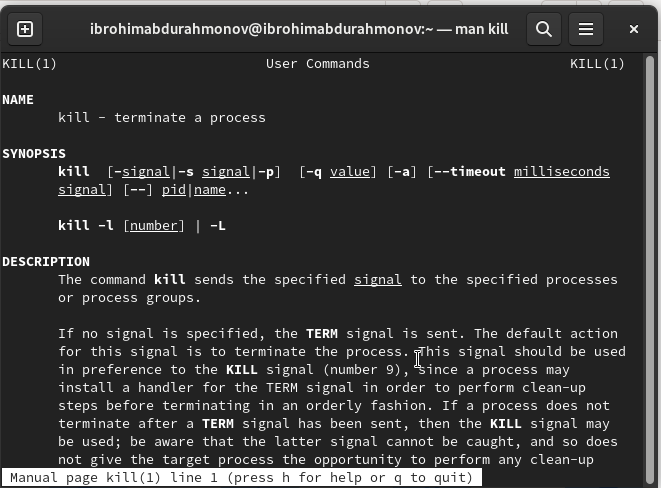 ibrohimabdurahmonov@ibrohimabdurahmonov:~ — man kill
KILL(1) User Commands KILL(1)
NAME
kill - terminate a process
SYNOPSIS
kill [-signal|-s signal|-p] [-q value] [-a] [--timeout milliseconds
signal] [--] pid|name...
kill -l [number] | -L
DESCRIPTION
The command kill sends the specified signal to the specified processes
or process groups.
If no signal is specified, the TERM signal is sent. The default action
for this signal is to terminate the process. This signal should be used
in preference to the KILL signal (number 9), since a process may
install a handler for the TERM signal in order to perform clean-up
steps before terminating in an orderly fashion. If a process does not
terminate after a TERM signal has been sent, then the KILL signal may
be used; be aware that the latter signal cannot be caught, and so does
not give the target process the opportunity to perform any clean-up
Manual page kill(1) line 1 (press h for help or q to quit)